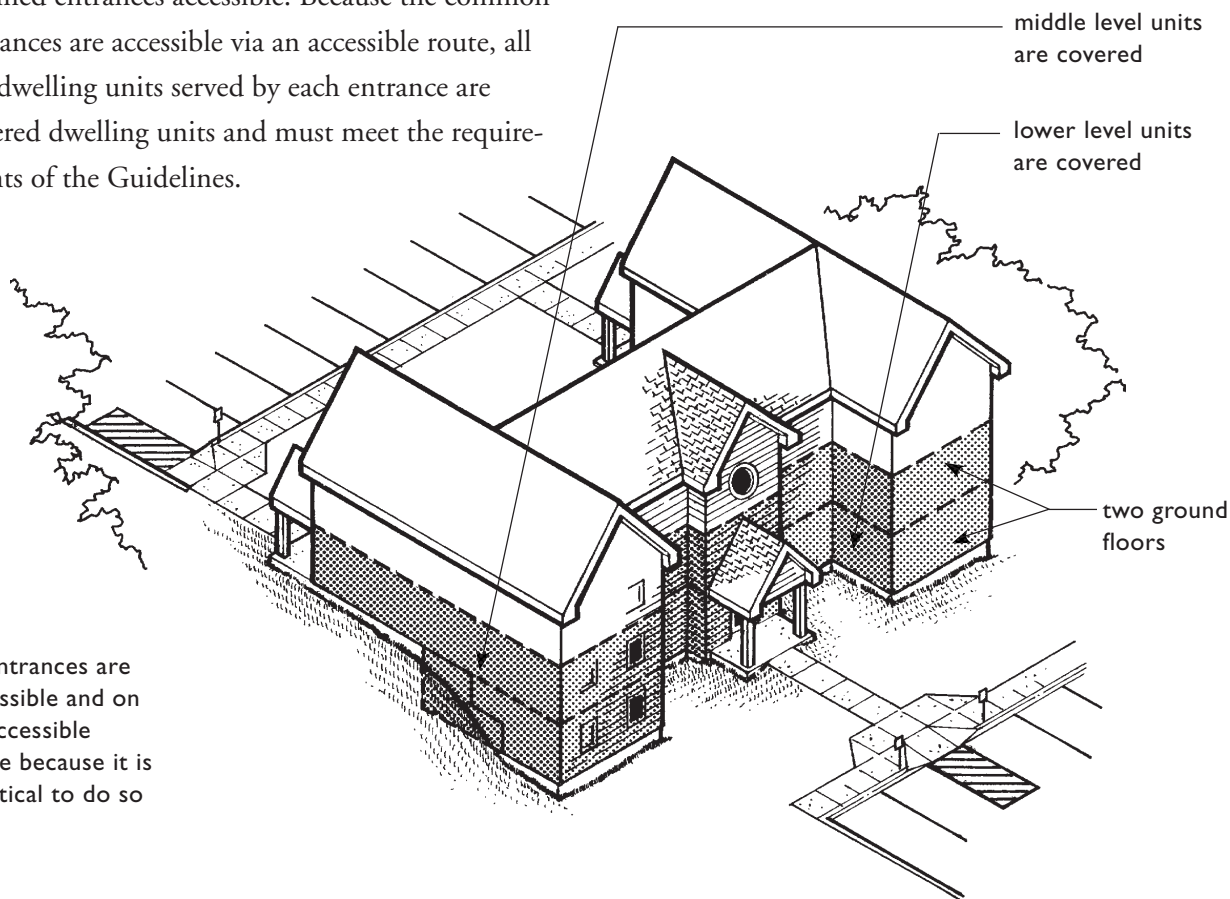 ned entrances accessible. Because the common
ances are accessible via an accessible route, all
dwelling units served by each entrance are
ered dwelling units and must meet the require-
ts of the Guidelines.
middle level units
are covered
lower level units
are covered
two ground
floors
ntrances are
ssible and on
ccessible
e because it is
tical to do so